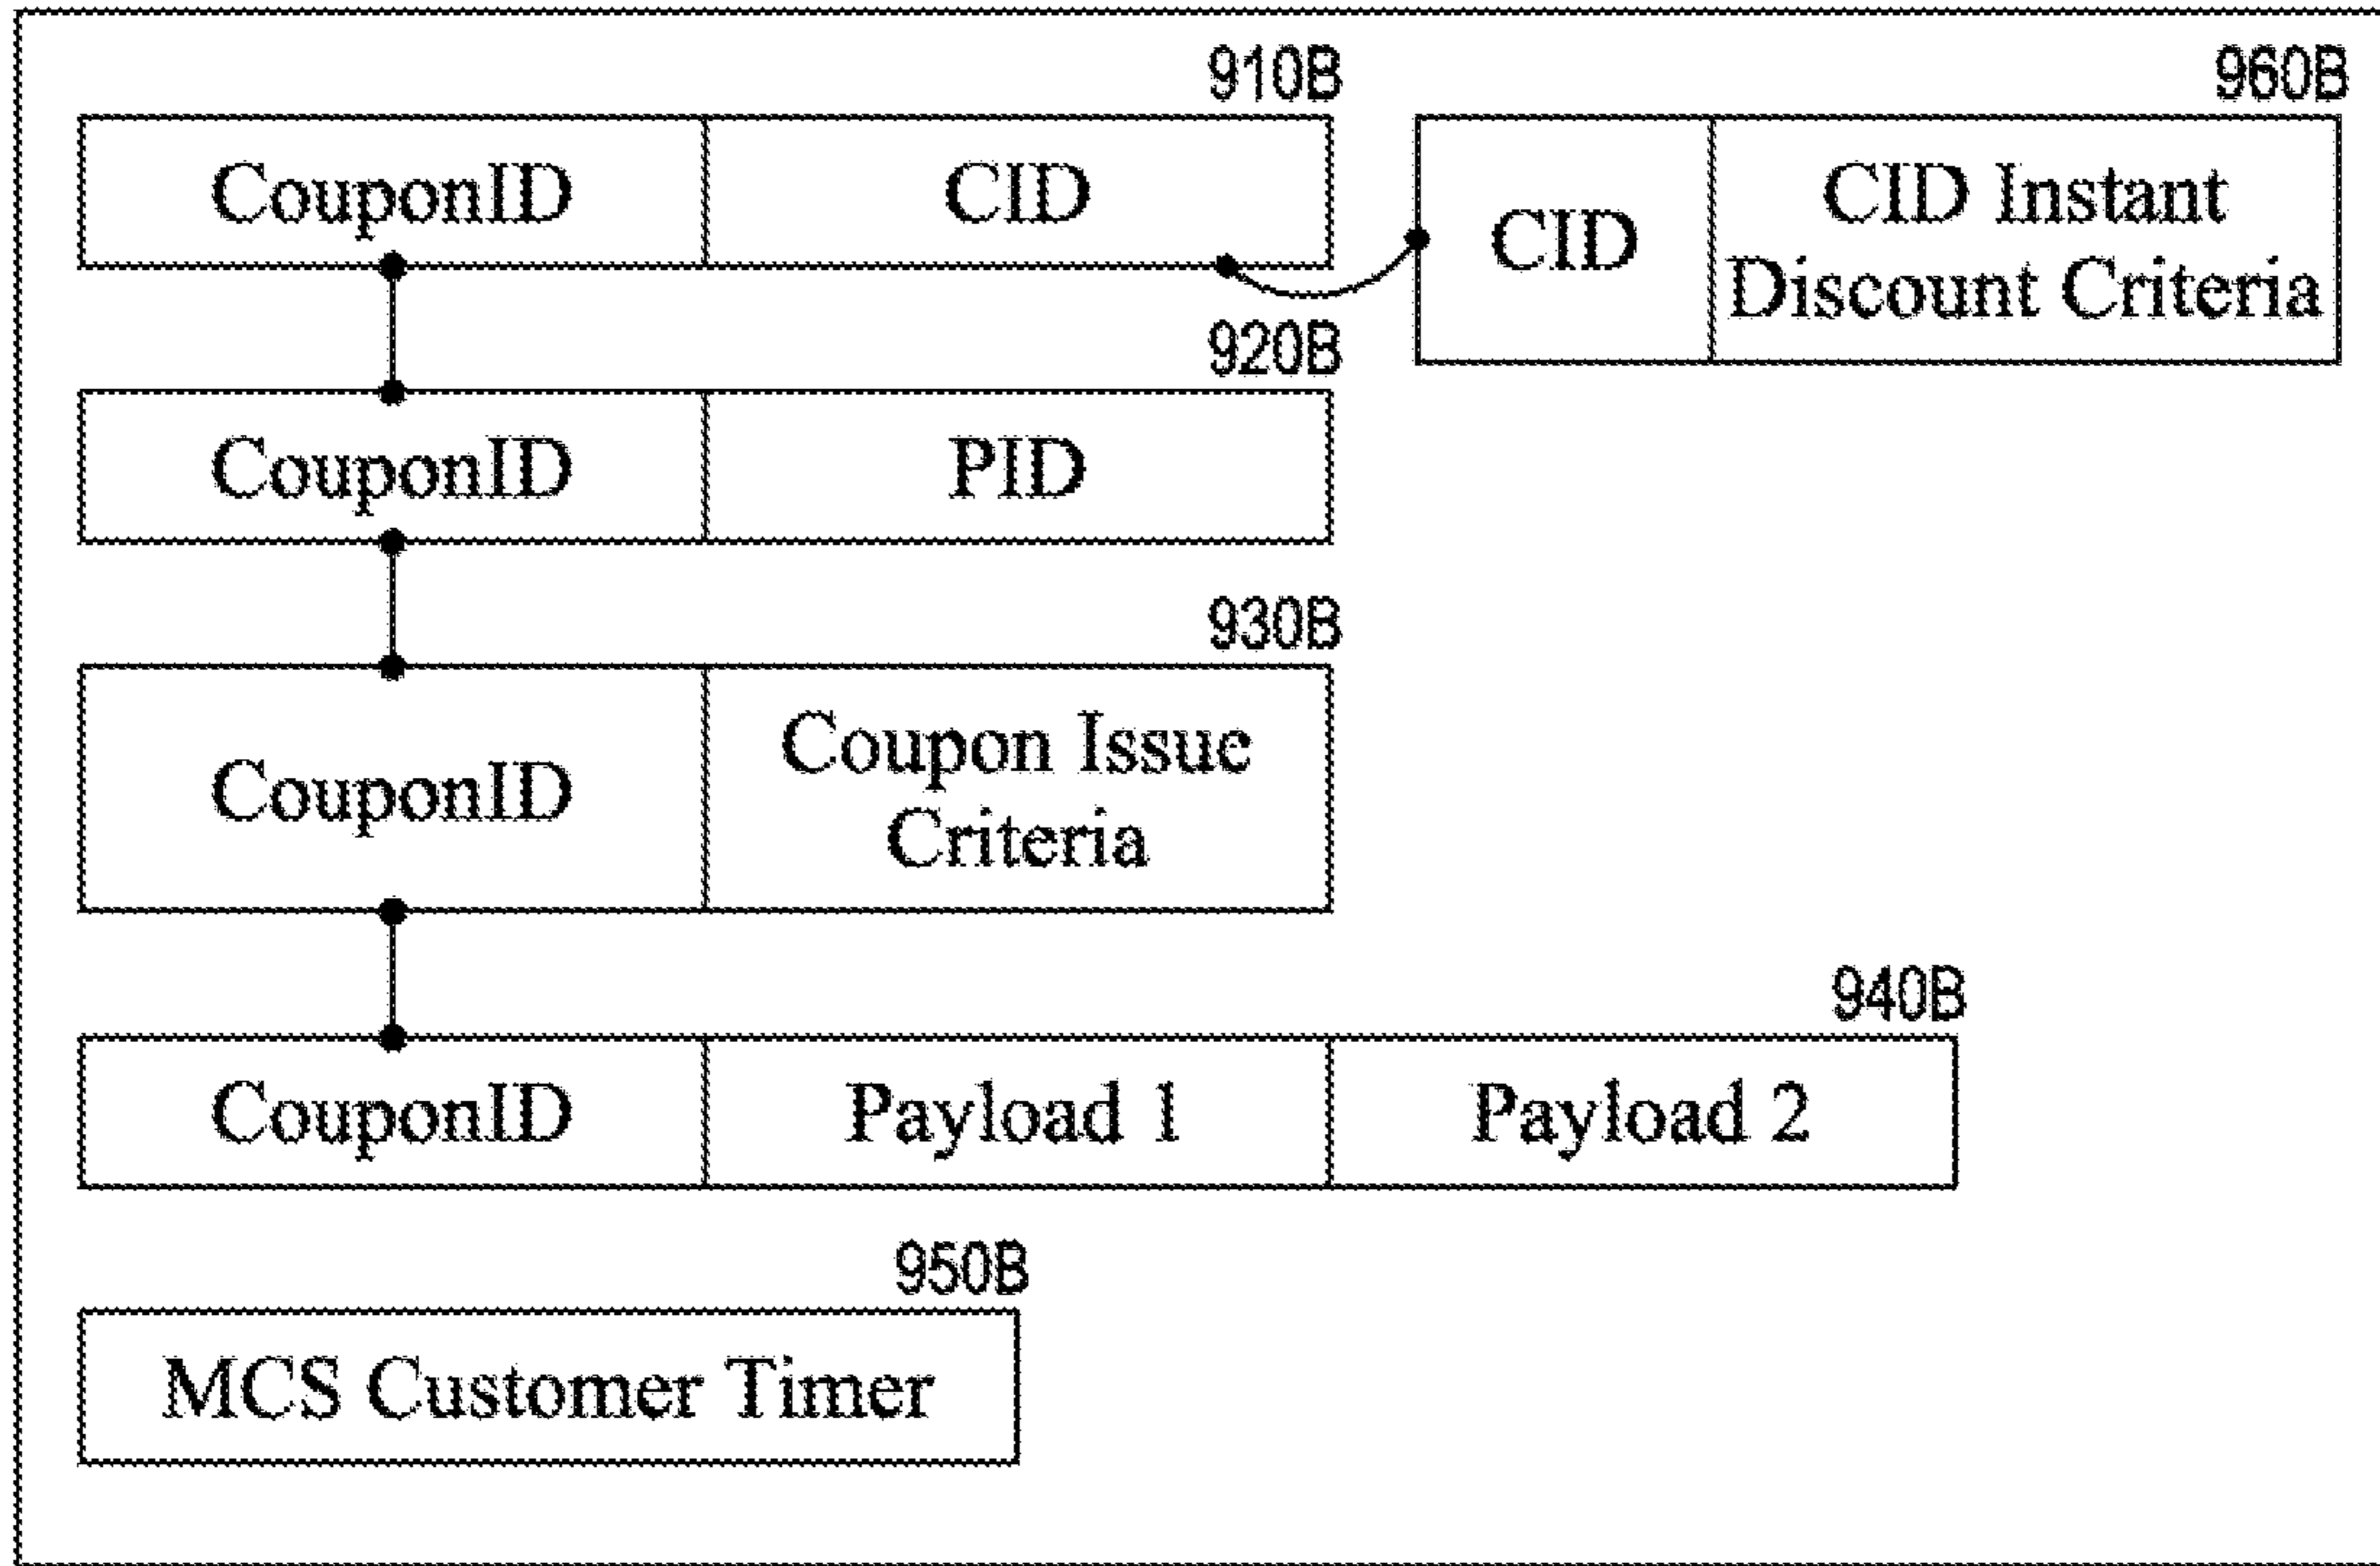 910B
960B
CouponID
CID
CID
CID Instant
Discount Criteria
920B
CouponID
PID
930B
CouponID
Coupon Issue
Criteria
940B
CouponID
Payload 1
Payload 2
950B
MCS Customer Timer